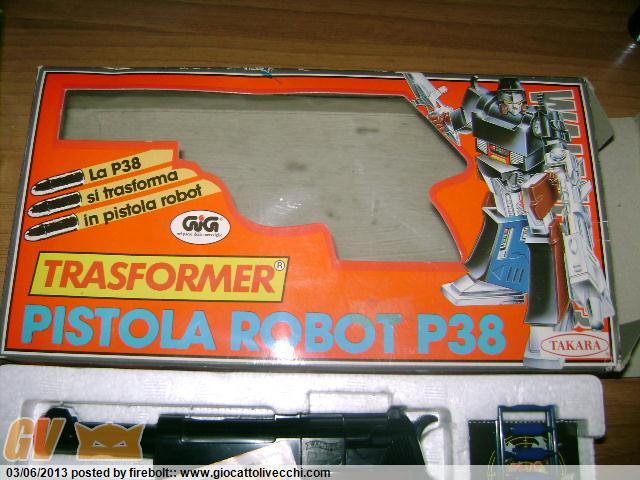 La P38
si trasforma
in pistola robot
GiG
TRASFORMER®
PISTOLA ROBOT P38
TAKARA
GV
03/06/2013 posted by firebolt:: www.giocattolivecchi.com